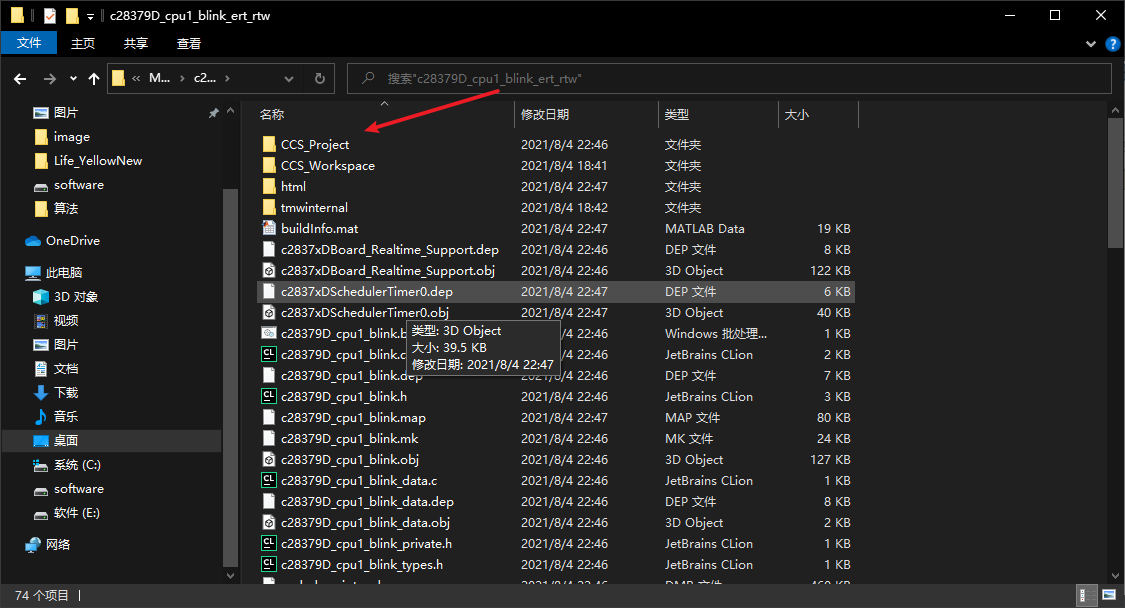 c28379D_cpu1_blink_ert_rtw
文件 主页 共享 查看
« M... › c2... ›
搜索"c28379D_cpu1_blink_ert_rtw"
图片
image
Life_YellowNew
software
算法
OneDrive
此电脑
3D 对象
视频
图片
文档
下载
音乐
桌面
系统 (C:)
software
软件 (E:)
网络
名称 修改日期 类型 大小
CCS_Project 2021/8/4 22:46 文件夹
CCS_Workspace 2021/8/4 18:41 文件夹
html 2021/8/4 22:47 文件夹
tmwinternal 2021/8/4 18:42 文件夹
buildInfo.mat 2021/8/4 22:47 MATLAB Data 19 KB
c2837xDBoard_Realtime_Support.dep 2021/8/4 22:46 DEP 文件 8 KB
c2837xDBoard_Realtime_Support.obj 2021/8/4 22:46 3D Object 122 KB
c2837xDSchedulerTimer0.dep 2021/8/4 22:47 DEP 文件 6 KB
c2837xDSchedulerTimer0.obj 2021/8/4 22:47 3D Object 40 KB
c28379D_cpu1_blink.b 4 22:46 Windows 批处理... 1 KB
c28379D_cpu1_blink.c 4 22:46 JetBrains CLion 2 KB
c28379D_cpu1_blink.dep 4 22:46 DEP 文件 7 KB
类型: 3D Object
大小: 39.5 KB
修改日期: 2021/8/4 22:47
c28379D_cpu1_blink.h 2021/8/4 22:46 JetBrains CLion 3 KB
c28379D_cpu1_blink.map 2021/8/4 22:47 MAP 文件 80 KB
c28379D_cpu1_blink.mk 2021/8/4 22:46 MK 文件 24 KB
c28379D_cpu1_blink.obj 2021/8/4 22:46 3D Object 127 KB
c28379D_cpu1_blink_data.c 2021/8/4 22:46 JetBrains CLion 1 KB
c28379D_cpu1_blink_data.dep 2021/8/4 22:46 DEP 文件 8 KB
c28379D_cpu1_blink_data.obj 2021/8/4 22:46 3D Object 2 KB
c28379D_cpu1_blink_private.h 2021/8/4 22:46 JetBrains CLion 1 KB
c28379D_cpu1_blink_types.h 2021/8/4 22:46 JetBrains CLion 1 KB
74 个项目